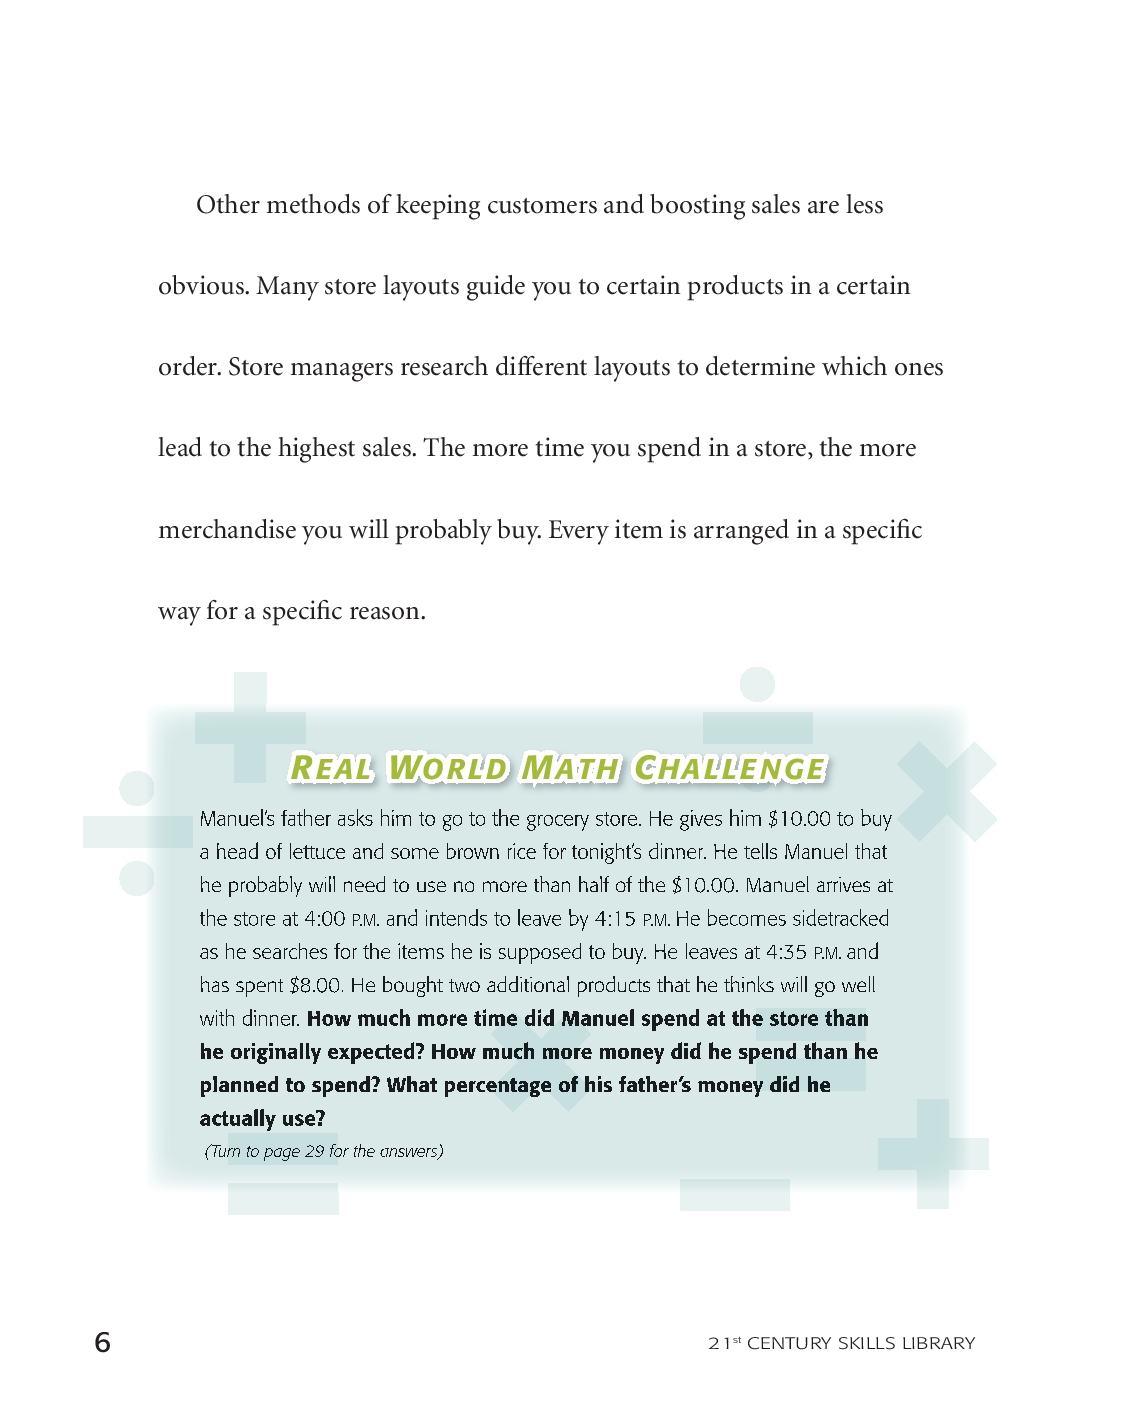 Other methods of keeping customers and boosting sales are less
obvious. Many store layouts guide you to certain products in a certain
order. Store managers research different layouts to determine which ones
lead to the highest sales. The more time you spend in a store, the more
merchandise you will probably buy. Every item is arranged in a specific
way for a specific reason.
REAL WORLD MATH CHALLENGE
Manuel's father asks him to go to the grocery store. He gives him $10.00 to buy
a head of lettuce and some brown rice for tonight's dinner. He tells Manuel that
he probably will need to use no more than half of the $10.00. Manuel arrives at
the store at 4:00 P.M. and intends to leave by 4:15 P.M. He becomes sidetracked
as he searches for the items he is supposed to buy. He leaves at 4:35 P.M. and
has spent $8.00. He bought two additional products that he thinks will go well
with dinner. How much more time did Manuel spend at the store than
he originally expected? How much more money did he spend than he
planned to spend? What percentage of his father's money did he
actually use?
(Turn to page 29 for the answers)
6
21st CENTURY SKILLS LIBRARY